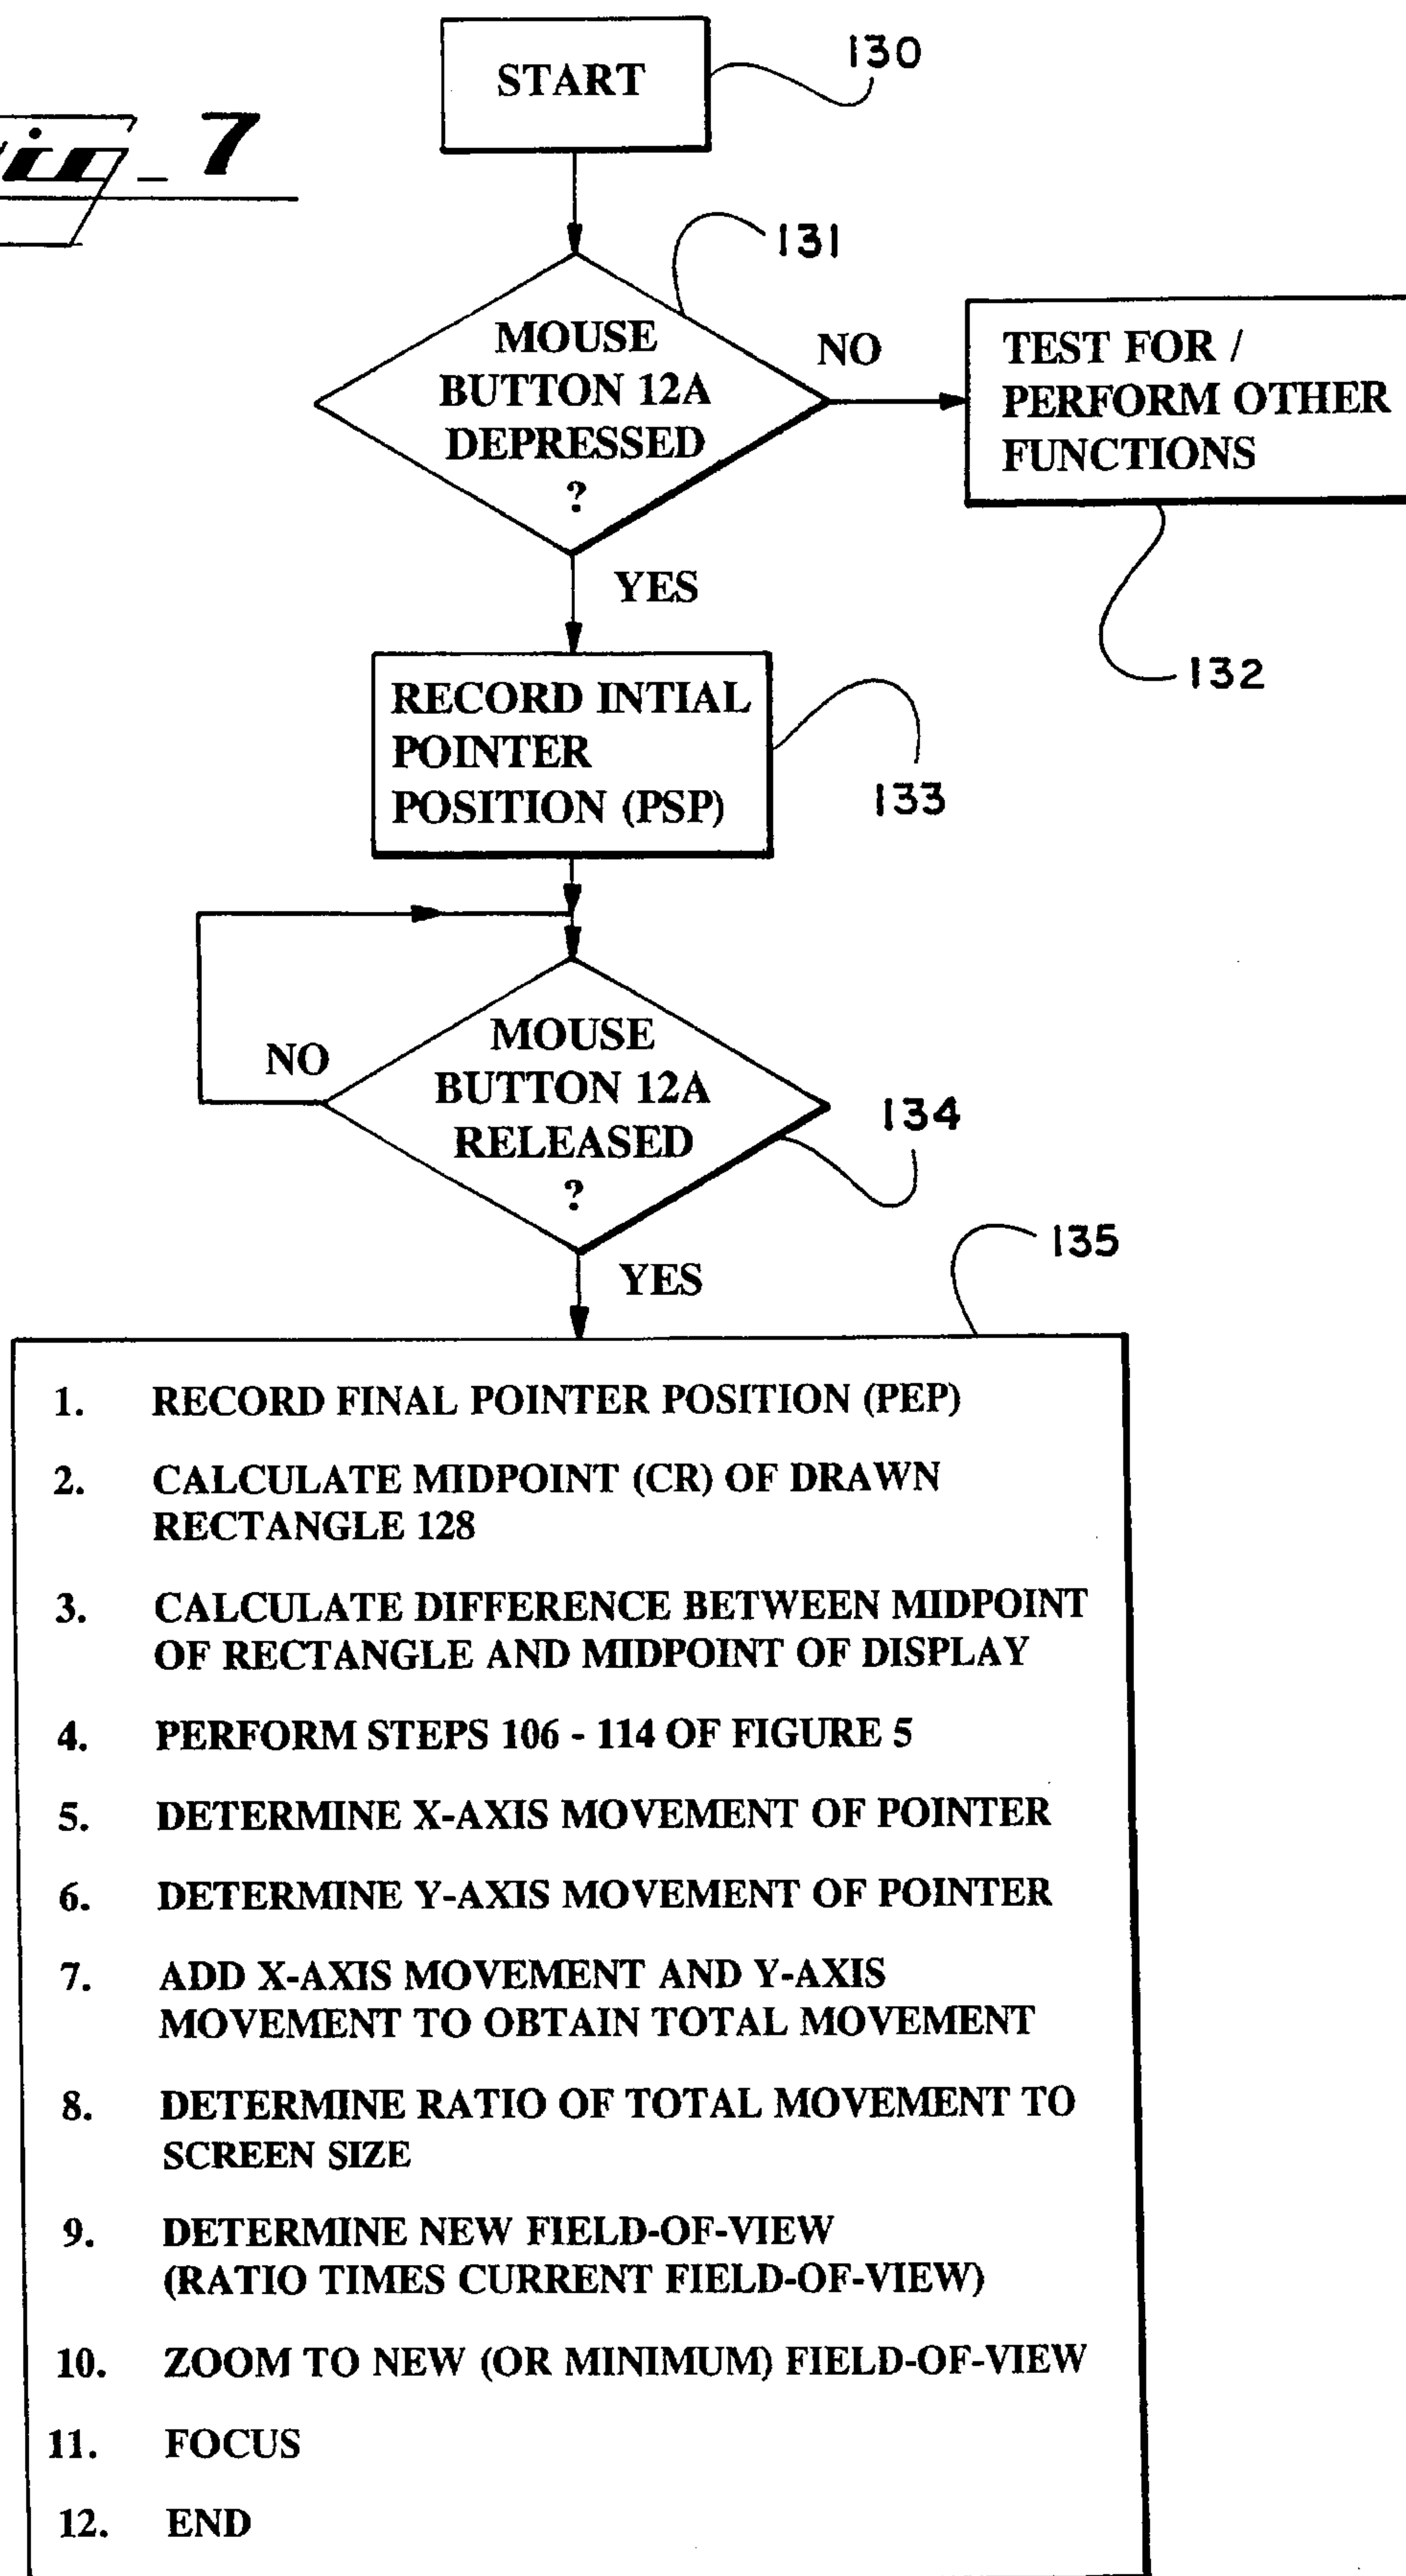 START
130
Fig_7
131
MOUSE
BUTTON 12A
DEPRESSED
?
NO
TEST FOR /
PERFORM OTHER
FUNCTIONS
132
YES
RECORD INTIAL
POINTER
POSITION (PSP)
133
NO
MOUSE
BUTTON 12A
RELEASED
?
134
YES
135
1. RECORD FINAL POINTER POSITION (PEP)
2. CALCULATE MIDPOINT (CR) OF DRAWN
RECTANGLE 128
3. CALCULATE DIFFERENCE BETWEEN MIDPOINT
OF RECTANGLE AND MIDPOINT OF DISPLAY
4. PERFORM STEPS 106 - 114 OF FIGURE 5
5. DETERMINE X-AXIS MOVEMENT OF POINTER
6. DETERMINE Y-AXIS MOVEMENT OF POINTER
7. ADD X-AXIS MOVEMENT AND Y-AXIS
MOVEMENT TO OBTAIN TOTAL MOVEMENT
8. DETERMINE RATIO OF TOTAL MOVEMENT TO
SCREEN SIZE
9. DETERMINE NEW FIELD-OF-VIEW
(RATIO TIMES CURRENT FIELD-OF-VIEW)
10. ZOOM TO NEW (OR MINIMUM) FIELD-OF-VIEW
11. FOCUS
12. END